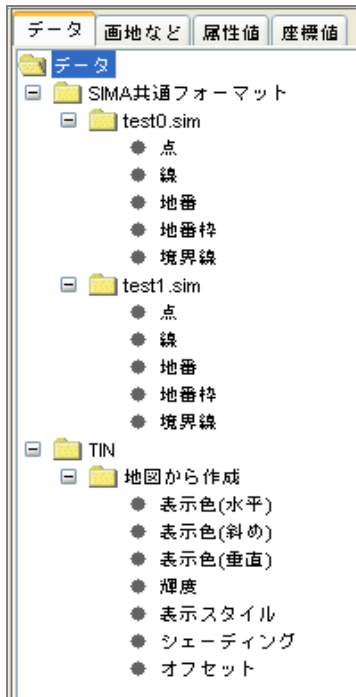 データ 画地など 属性値 座標値
データ
SIMA共通フォーマット
test0.sim
点
線
地番
地番枠
境界線
test1.sim
点
線
地番
地番枠
境界線
TIN
地図から作成
表示色(水平)
表示色(斜め)
表示色(垂直)
輝度
表示スタイル
シェーディング
オフセット